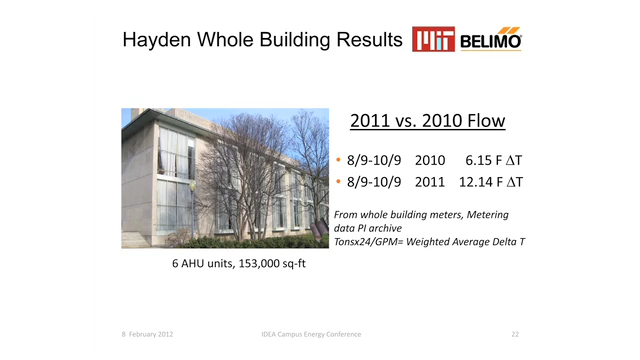 Hayden Whole Building Results
MIT BELIMO
2011 vs. 2010 Flow
• 8/9-10/9 2010 6.15 F ΔT
• 8/9-10/9 2011 12.14 F ΔT
From whole building meters, Metering
data PI archive
Tonsx24/GPM= Weighted Average Delta T
6 AHU units, 153,000 sq-ft
8 February 2012 IDEA Campus Energy Conference 22